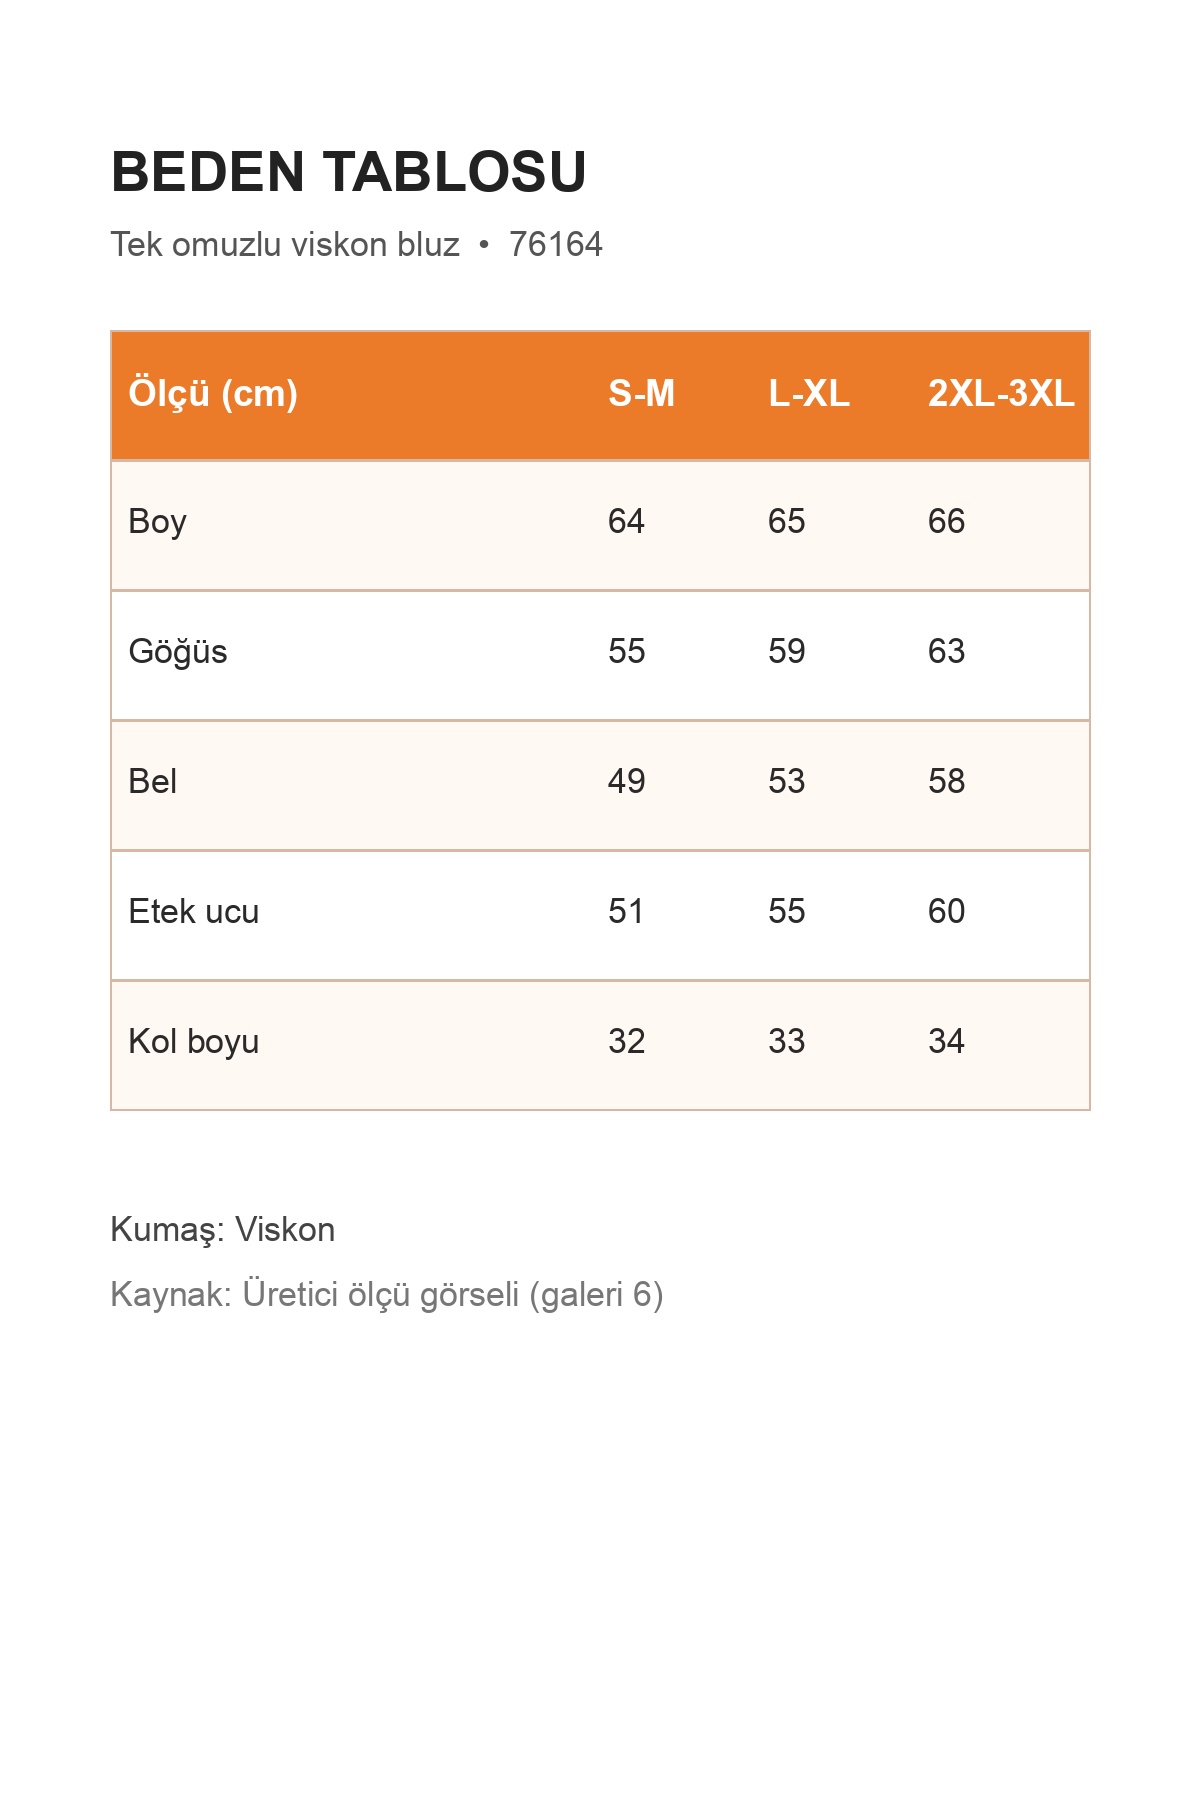 BEDEN TABLOSU
Tek omuzlu viskon bluz • 76164
Ölçü (cm) S-M L-XL 2XL-3XL
Boy 64 65 66
Göğüs 55 59 63
Bel 49 53 58
Etek ucu 51 55 60
Kol boyu 32 33 34
Kumaş: Viskon
Kaynak: Üretici ölçü görseli (galeri 6)